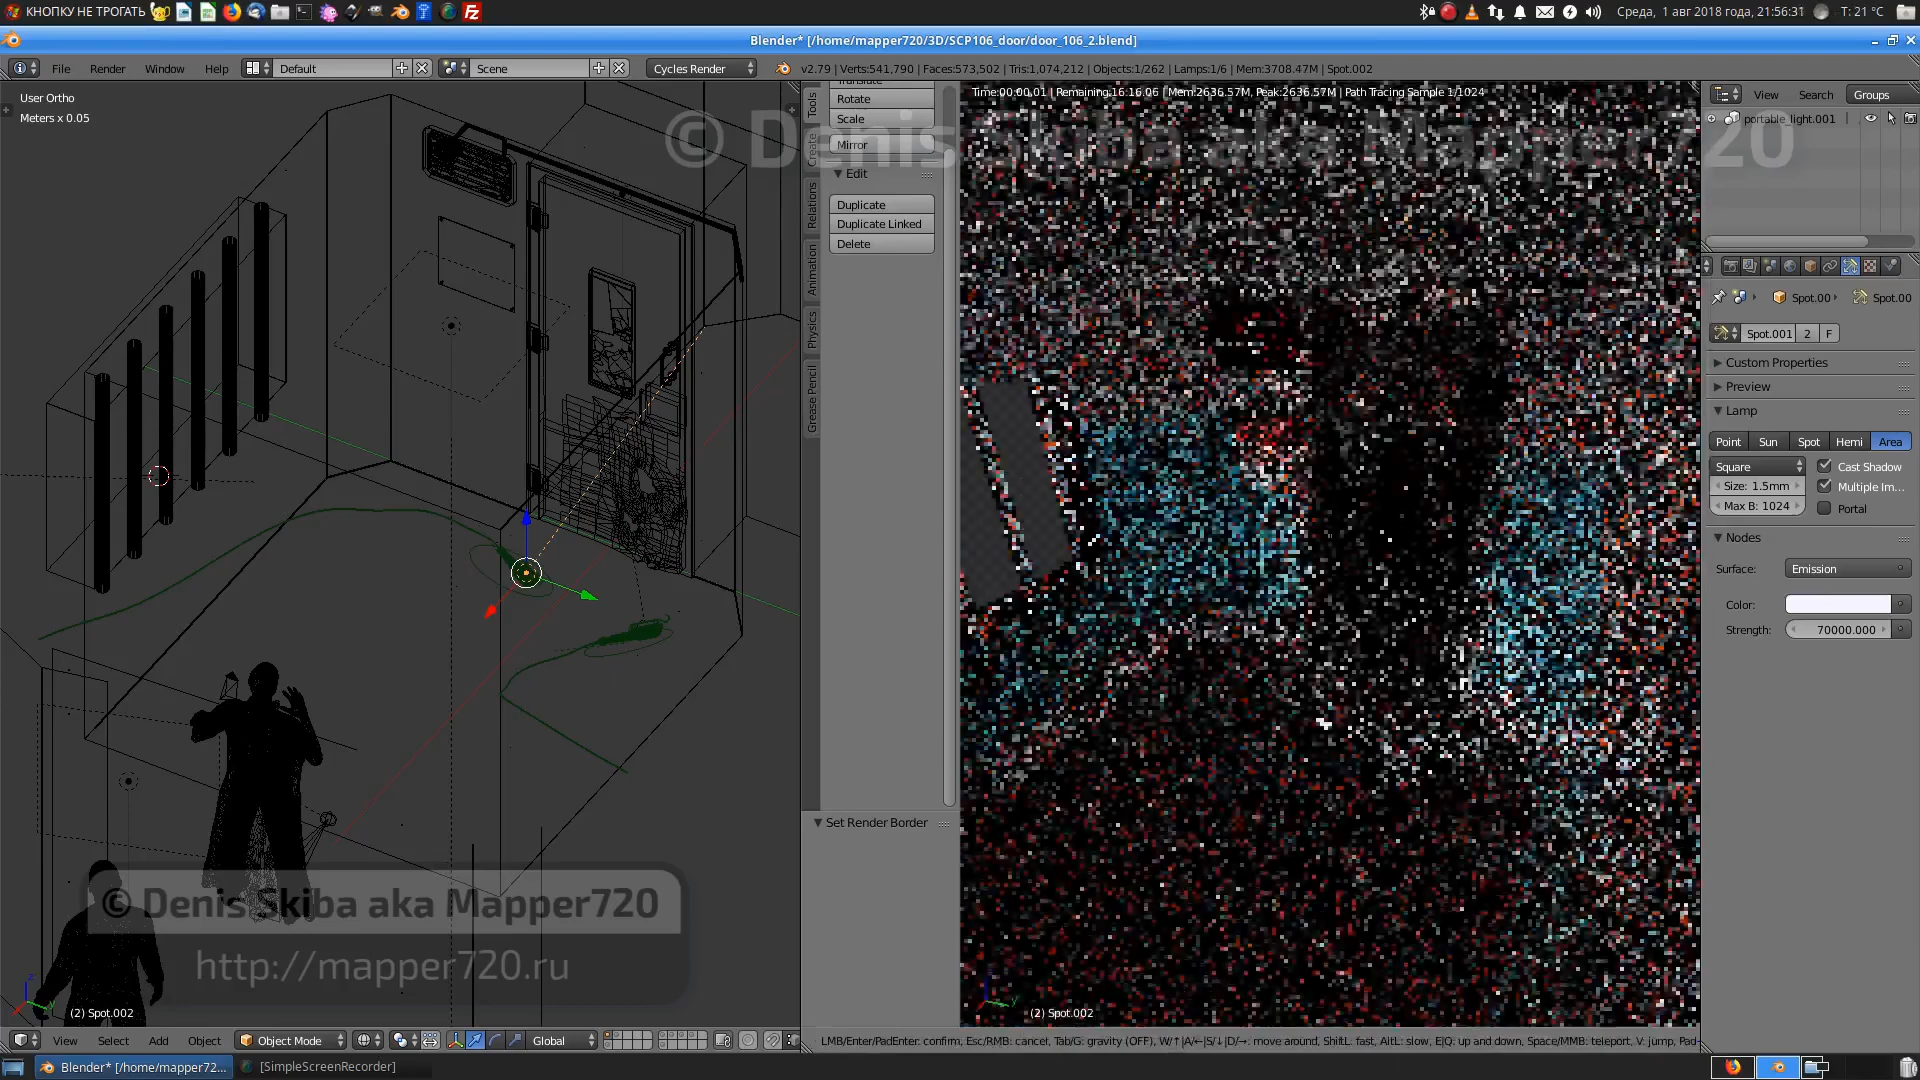 КНОПКУ НЕ ТРОГАТЬ
Среда, 1 авг 2018 года, 21:56:31
T: 21 °C
Blender* [/home/mapper720/3D/SCP106_door/door_106_2.blend]
File Render Window Help
Default
Scene
Cycles Render
v2.79 | Verts:541,790 | Faces:573,502 | Tris:1,074,212 | Objects:1/262 | Lamps:1/6 | Mem:3708.47M | Spot.002
User Ortho
Meters x 0.05
Tools
Create
Relations
Animation
Physics
Grease Pencil
Rotate
Scale
Mirror
Edit
Duplicate
Duplicate Linked
Delete
Set Render Border
Time:00:00.01 | Remaining:16:16.06 | Mem:2636.57M, Peak:2636.57M | Path Tracing Sample 1/1024
© Denis Skiba aka Mapper720
View Search Groups
portable_light.001
Spot.00
Spot.00
Spot.001 2 F
Custom Properties
Preview
Lamp
Point Sun Spot Hemi Area
Square
Cast Shadow
Size: 1.5mm
Multiple Im...
Max B: 1024
Portal
Nodes
Surface: Emission
Color:
Strength: 70000.000
© Denis Skiba aka Mapper720
http://mapper720.ru
(2) Spot.002
(2) Spot.002
View Select Add Object
Object Mode
Global
LMB/Enter/PadEnter: confirm, Esc/RMB: cancel, Tab/G: gravity (OFF), W/↑|A/←|S/↓|D/→: move around, ShiftL: fast, AltL: slow, E|Q: up and down, Space/MMB: teleport, V: jump, Pad-
Blender* [/home/mapper72...
[SimpleScreenRecorder]